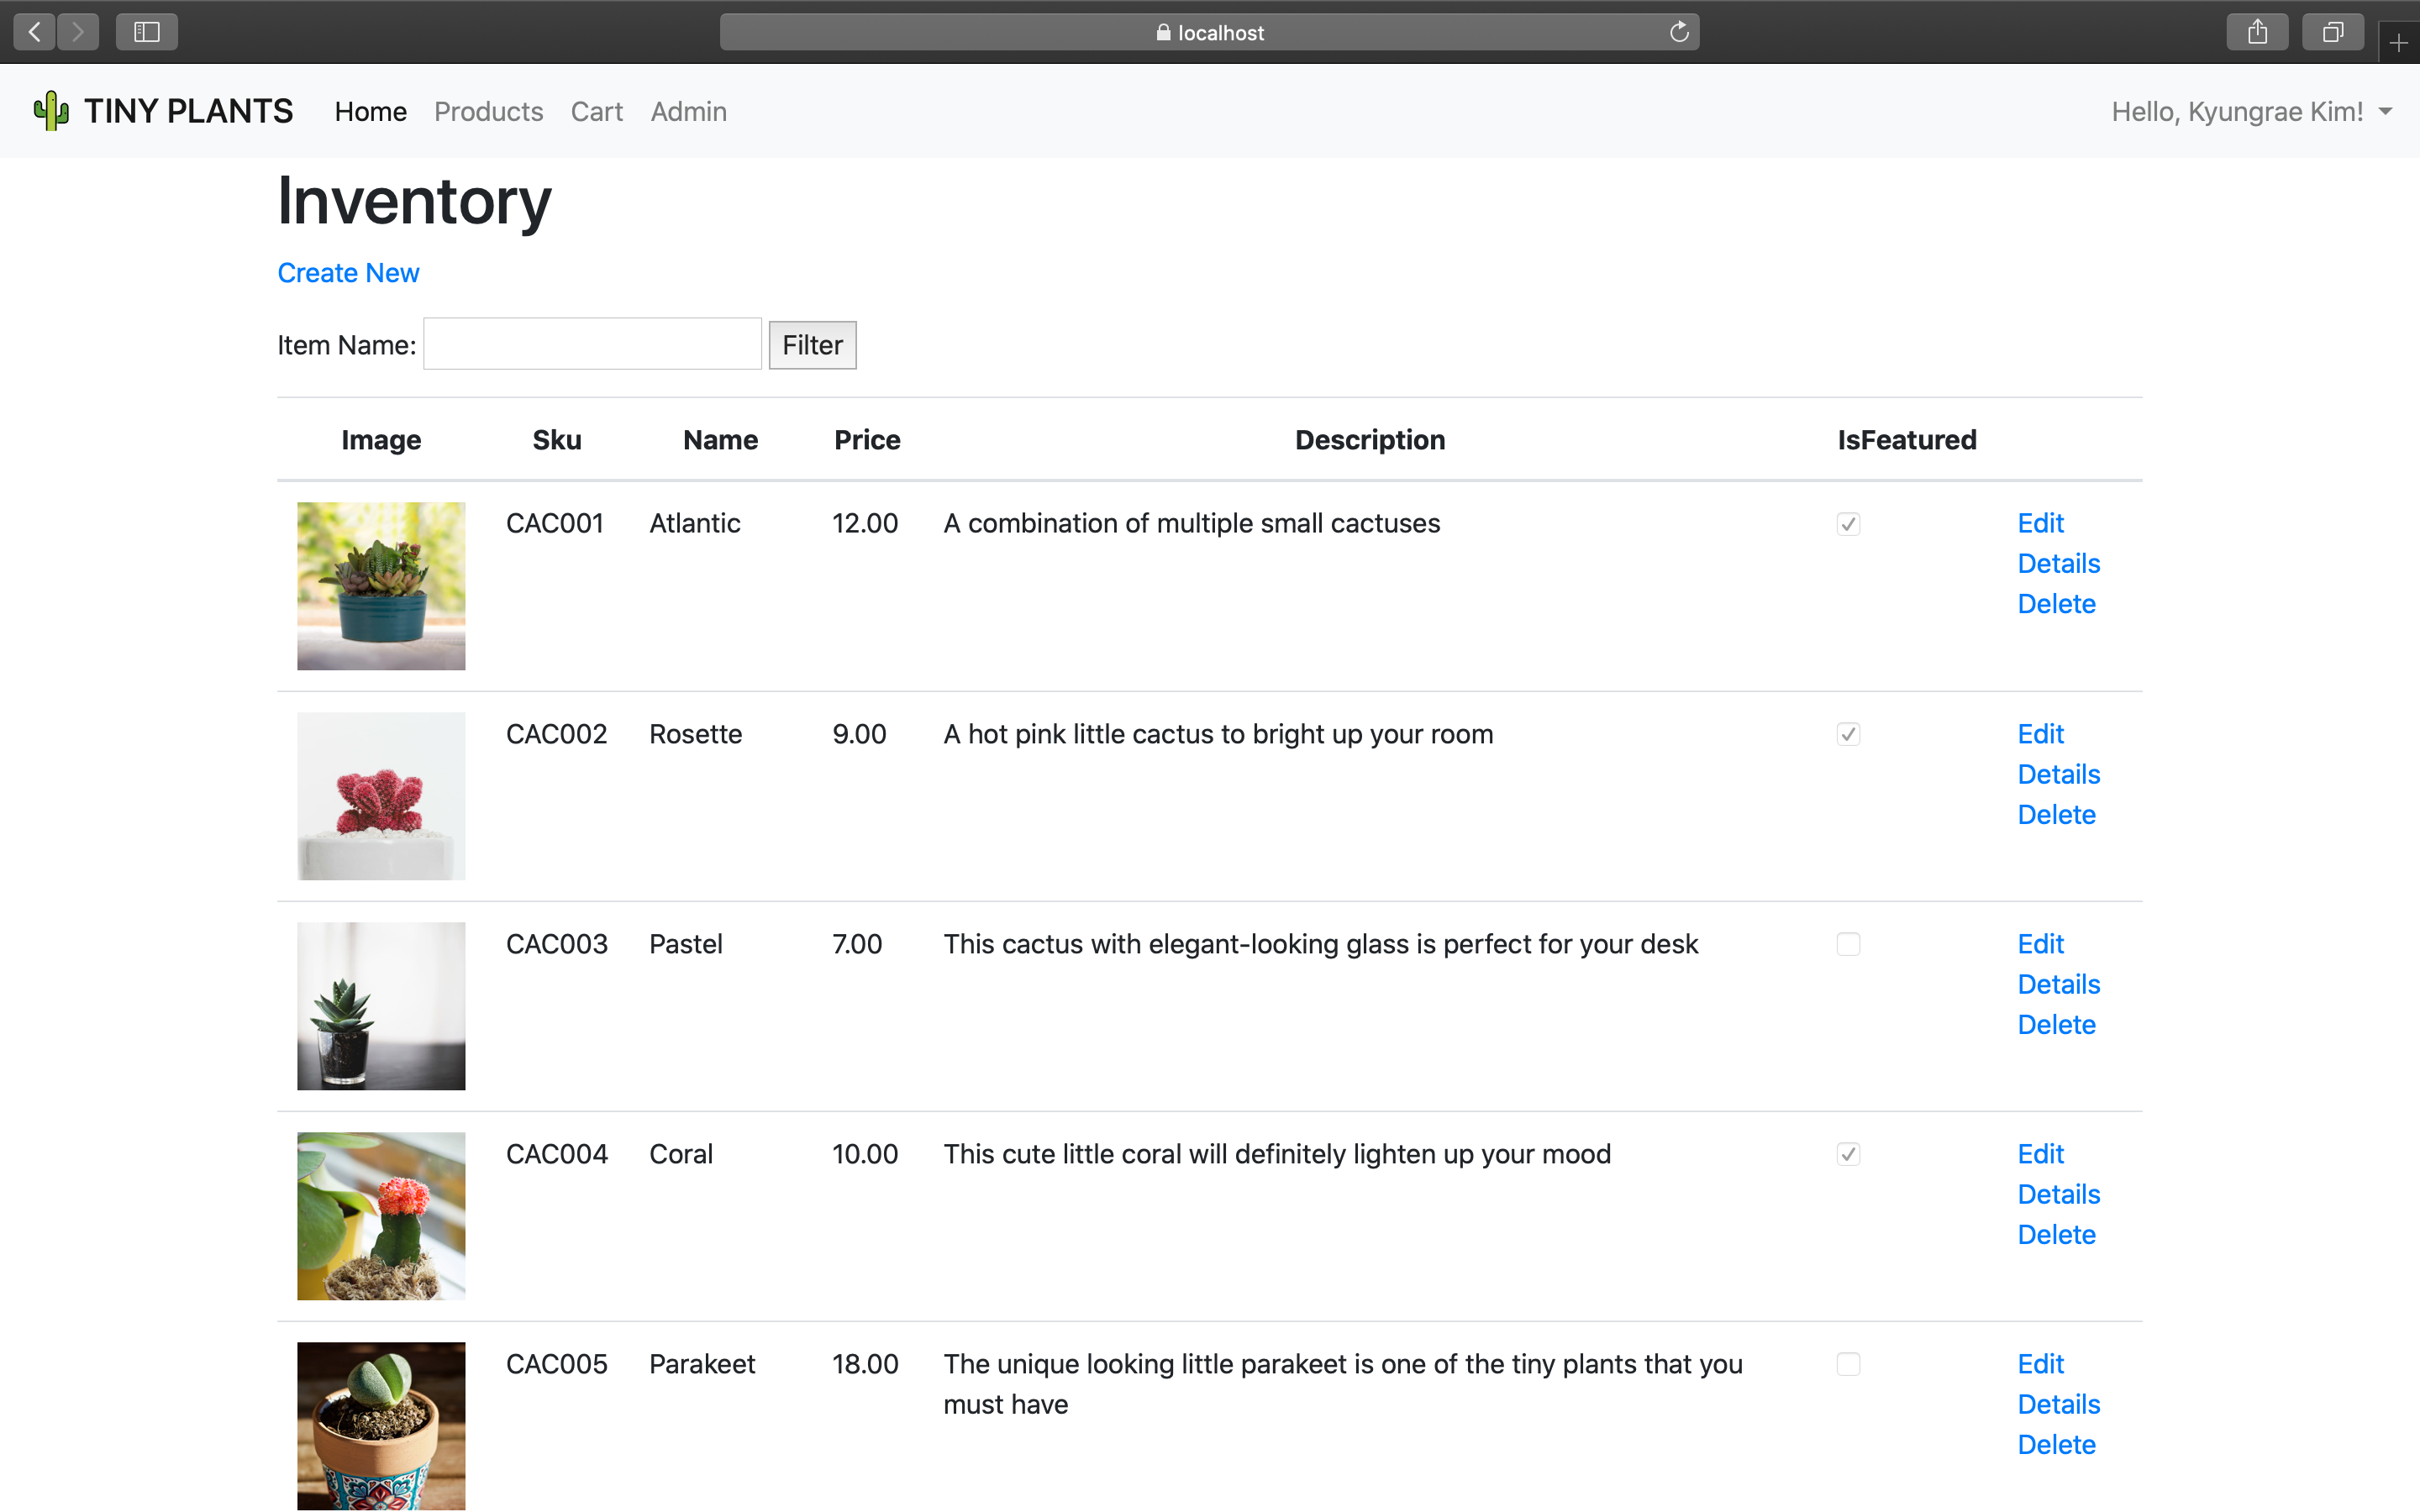 localhost
TINY PLANTS Home Products Cart Admin Hello, Kyungrae Kim!
Inventory
Create New
Item Name: Filter
Image Sku Name Price Description IsFeatured
CAC001 Atlantic 12.00 A combination of multiple small cactuses Edit
Details
Delete
CAC002 Rosette 9.00 A hot pink little cactus to bright up your room Edit
Details
Delete
CAC003 Pastel 7.00 This cactus with elegant-looking glass is perfect for your desk Edit
Details
Delete
CAC004 Coral 10.00 This cute little coral will definitely lighten up your mood Edit
Details
Delete
CAC005 Parakeet 18.00 The unique looking little parakeet is one of the tiny plants that you Edit
must have Details
Delete